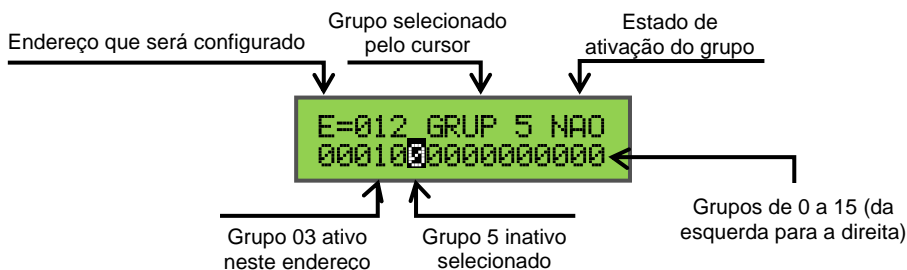 Endereço que será configurado
Grupo selecionado
pelo cursor
Estado de
ativação do grupo
E=012 GRUP 5 NAO
0001000000000000
Grupo 03 ativo
neste endereço
Grupo 5 inativo
selecionado
Grupos de 0 a 15 (da
esquerda para a direita)